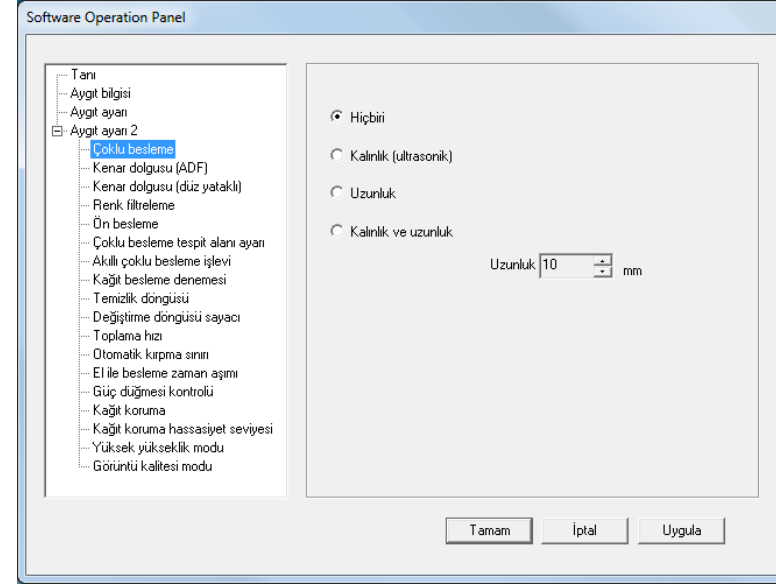 Software Operation Panel
Tanı
Aygıt bilgisi
Aygıt ayarı
Aygıt ayarı 2
Çoklu besleme
Kenar dolgusu (ADF)
Kenar dolgusu (düz yataklı)
Renk filtreleme
Ön besleme
Çoklu besleme tespit alanı ayarı
Akıllı çoklu besleme işlevi
Kağıt besleme denemesi
Temizlik döngüsü
Değiştirme döngüsü sayacı
Toplama hızı
Otomatik kırpma sınırı
El ile besleme zaman aşımı
Güç düğmesi kontrolü
Kağıt koruma
Kağıt koruma hassasiyet seviyesi
Yüksek yükseklik modu
Görüntü kalitesi modu
Hiçbiri
Kalınlık (ultrasonik)
Uzunluk
Kalınlık ve uzunluk
Uzunluk 10 mm
Tamam İptal Uygula